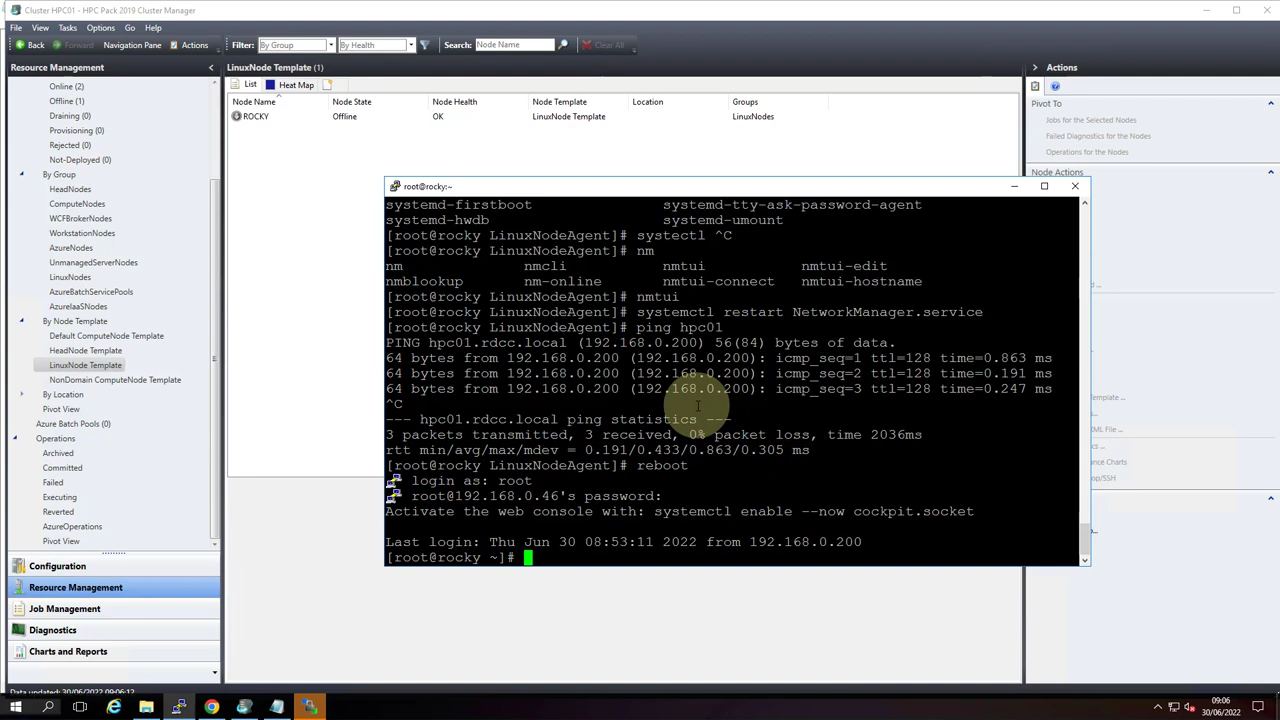 Cluster HPC01 - HPC Pack 2019 Cluster Manager
File View Tasks Options Go Help
Back Forward Navigation Pane Actions Filter: By Group By Health Search: Node Name Clear All
Resource Management
LinuxNode Template (1)
Actions
Online (2)
Offline (1)
Draining (0)
Provisioning (0)
Rejected (0)
Not-Deployed (0)
By Group
HeadNodes
ComputeNodes
WCFBrokerNodes
WorkstationNodes
AzureNodes
UnmanagedServerNodes
LinuxNodes
AzureBatchServicePools
AzureIaaSNodes
By Node Template
Default ComputeNode Template
HeadNode Template
LinuxNode Template
NonDomain ComputeNode Template
By Location
Pivot View
Azure Batch Pools (0)
Operations
Archived
Committed
Failed
Executing
Reverted
AzureOperations
Pivot View
Configuration
Resource Management
Job Management
Diagnostics
Charts and Reports
Data updated: 30/06/2022 09:06:12
List Heat Map
Node Name Node State Node Health Node Template Location Groups
ROCKY Offline OK LinuxNode Template LinuxNodes
Pivot To
Jobs for the Selected Nodes
Failed Diagnostics for the Nodes
Operations for the Nodes
Node Actions
Template ...
ML File ...
Charts
op/SSH
root@rocky:~
systemd-firstboot systemd-tty-ask-password-agent
systemd-hwdb systemd-umount
[root@rocky LinuxNodeAgent]# systectl ^C
[root@rocky LinuxNodeAgent]# nm
nm nmcli nmtui nmtui-edit
nmblookup nm-online nmtui-connect nmtui-hostname
[root@rocky LinuxNodeAgent]# nmtui
[root@rocky LinuxNodeAgent]# systemctl restart NetworkManager.service
[root@rocky LinuxNodeAgent]# ping hpc01
PING hpc01.rdcc.local (192.168.0.200) 56(84) bytes of data.
64 bytes from 192.168.0.200 (192.168.0.200): icmp_seq=1 ttl=128 time=0.863 ms
64 bytes from 192.168.0.200 (192.168.0.200): icmp_seq=2 ttl=128 time=0.191 ms
64 bytes from 192.168.0.200 (192.168.0.200): icmp_seq=3 ttl=128 time=0.247 ms
^C
--- hpc01.rdcc.local ping statistics ---
3 packets transmitted, 3 received, 0% packet loss, time 2036ms
rtt min/avg/max/mdev = 0.191/0.433/0.863/0.305 ms
[root@rocky LinuxNodeAgent]# reboot
login as: root
root@192.168.0.46's password:
Activate the web console with: systemctl enable --now cockpit.socket
Last login: Thu Jun 30 08:53:11 2022 from 192.168.0.200
[root@rocky ~]#
09:06
30/06/2022